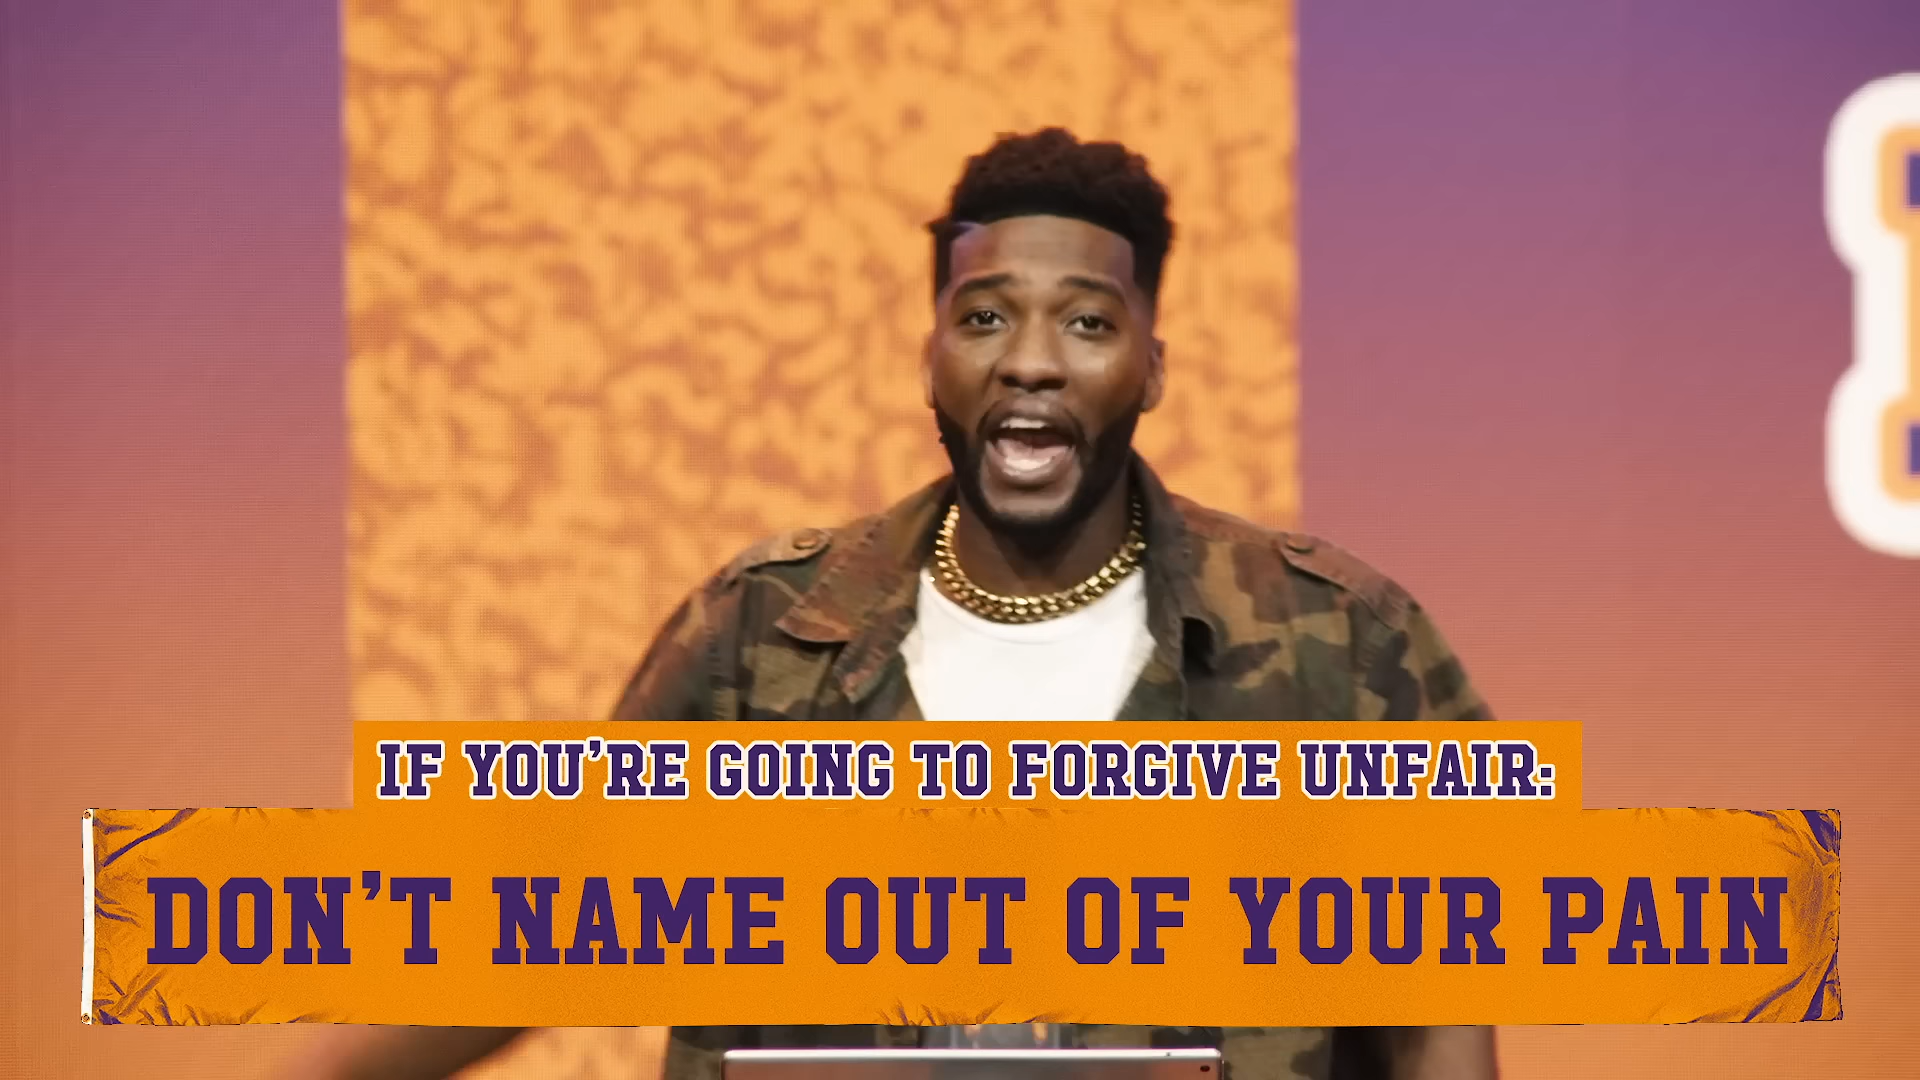 IF YOU’RE GOING TO FORGIVE UNFAIR:
DON’T NAME OUT OF YOUR PAIN